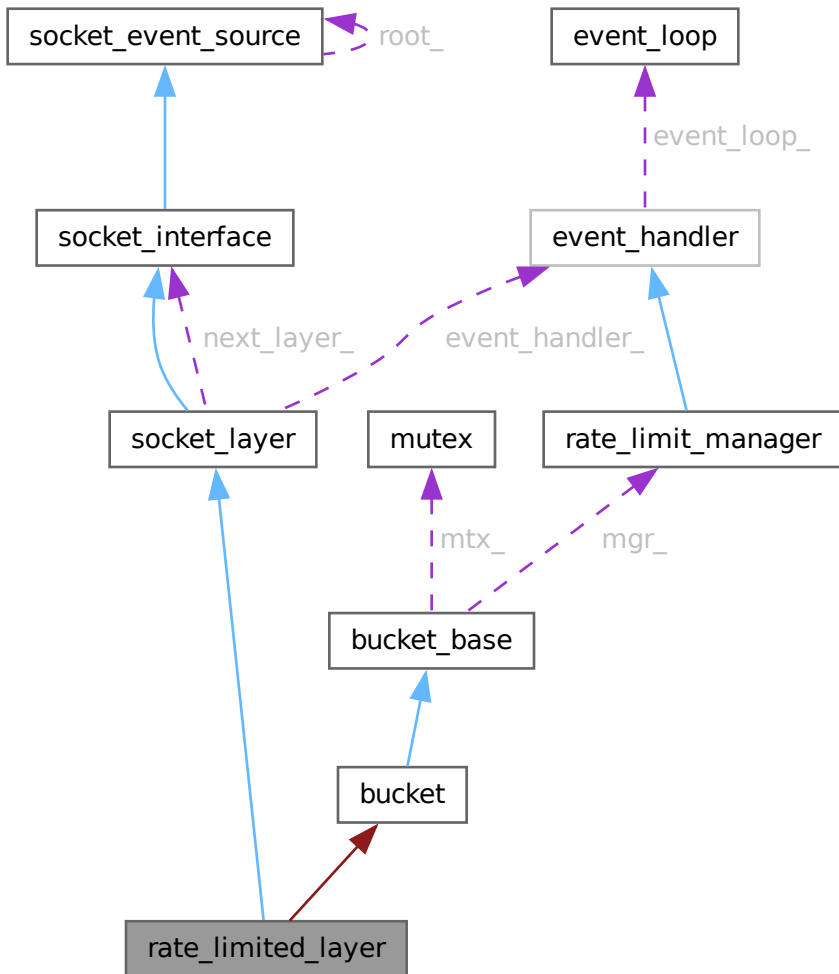 socket_event_source
root_
event_loop
event_loop_
socket_interface
event_handler
next_layer_
event_handler_
socket_layer
mutex
rate_limit_manager
mtx_
mgr_
bucket_base
bucket
rate_limited_layer